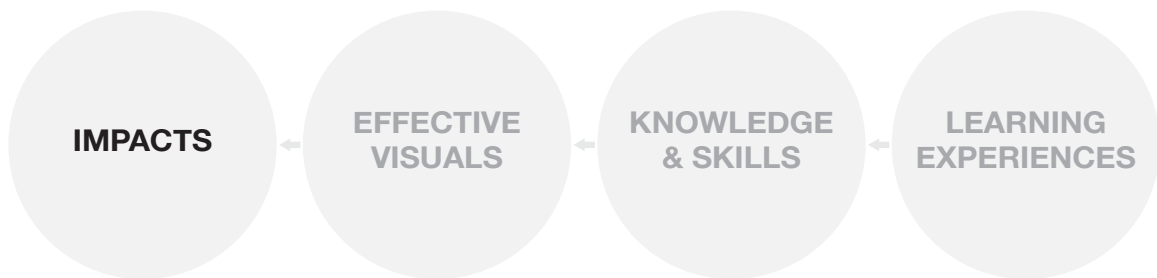 IMPACTS
EFFECTIVE
VISUALS
KNOWLEDGE
& SKILLS
LEARNING
EXPERIENCES